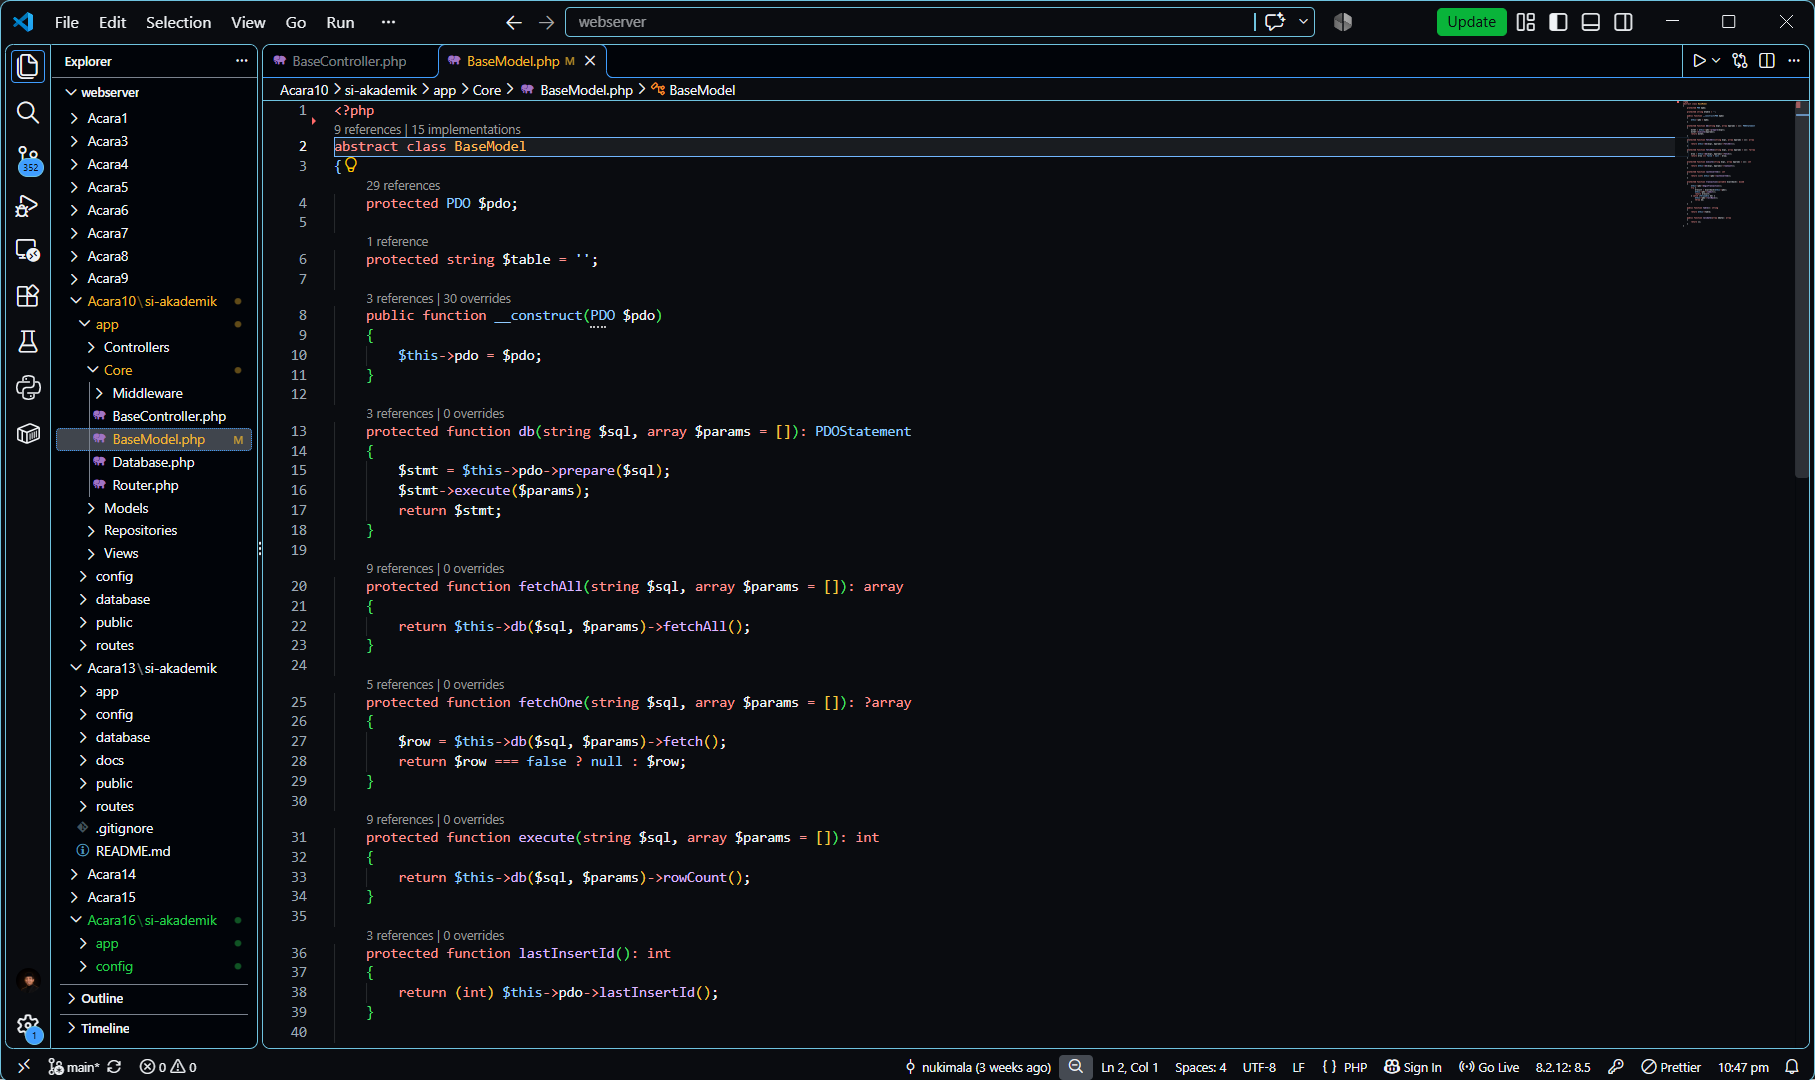 File Edit Selection View Go Run ··· webserver Update
Explorer ···
webserver
Acara1
Acara3
Acara4
Acara5
Acara6
Acara7
Acara8
Acara9
Acara10\si-akademik
app
Controllers
Core
Middleware
BaseController.php
BaseModel.php M
Database.php
Router.php
Models
Repositories
Views
config
database
public
routes
Acara13\si-akademik
app
config
database
docs
public
routes
.gitignore
README.md
Acara14
Acara15
Acara16\si-akademik
app
config
Outline
Timeline
352
1
BaseController.php BaseModel.php M
Acara10 > si-akademik > app > Core > BaseModel.php > BaseModel
1 <?php
9 references | 15 implementations
2 abstract class BaseModel
3 {
29 references
4 protected PDO $pdo;
5
1 reference
6 protected string $table = '';
7
3 references | 30 overrides
8 public function __construct(PDO $pdo)
9 {
10 $this->pdo = $pdo;
11 }
12
3 references | 0 overrides
13 protected function db(string $sql, array $params = []): PDOStatement
14 {
15 $stmt = $this->pdo->prepare($sql);
16 $stmt->execute($params);
17 return $stmt;
18 }
19
9 references | 0 overrides
20 protected function fetchAll(string $sql, array $params = []): array
21 {
22 return $this->db($sql, $params)->fetchAll();
23 }
24
5 references | 0 overrides
25 protected function fetchOne(string $sql, array $params = []): ?array
26 {
27 $row = $this->db($sql, $params)->fetch();
28 return $row === false ? null : $row;
29 }
30
9 references | 0 overrides
31 protected function execute(string $sql, array $params = []): int
32 {
33 return $this->db($sql, $params)->rowCount();
34 }
35
3 references | 0 overrides
36 protected function lastInsertId(): int
37 {
38 return (int) $this->pdo->lastInsertId();
39 }
40
main* 0 0 nukimala (3 weeks ago) Ln 2, Col 1 Spaces: 4 UTF-8 LF { } PHP Sign In Go Live 8.2.12: 8.5 Prettier 10:47 pm